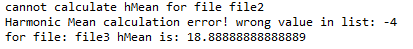 cannot calculate hMean for file file2
Harmonic Mean calculation error! wrong value in list: -4
for file: file3 hMean is: 18.88888888888889